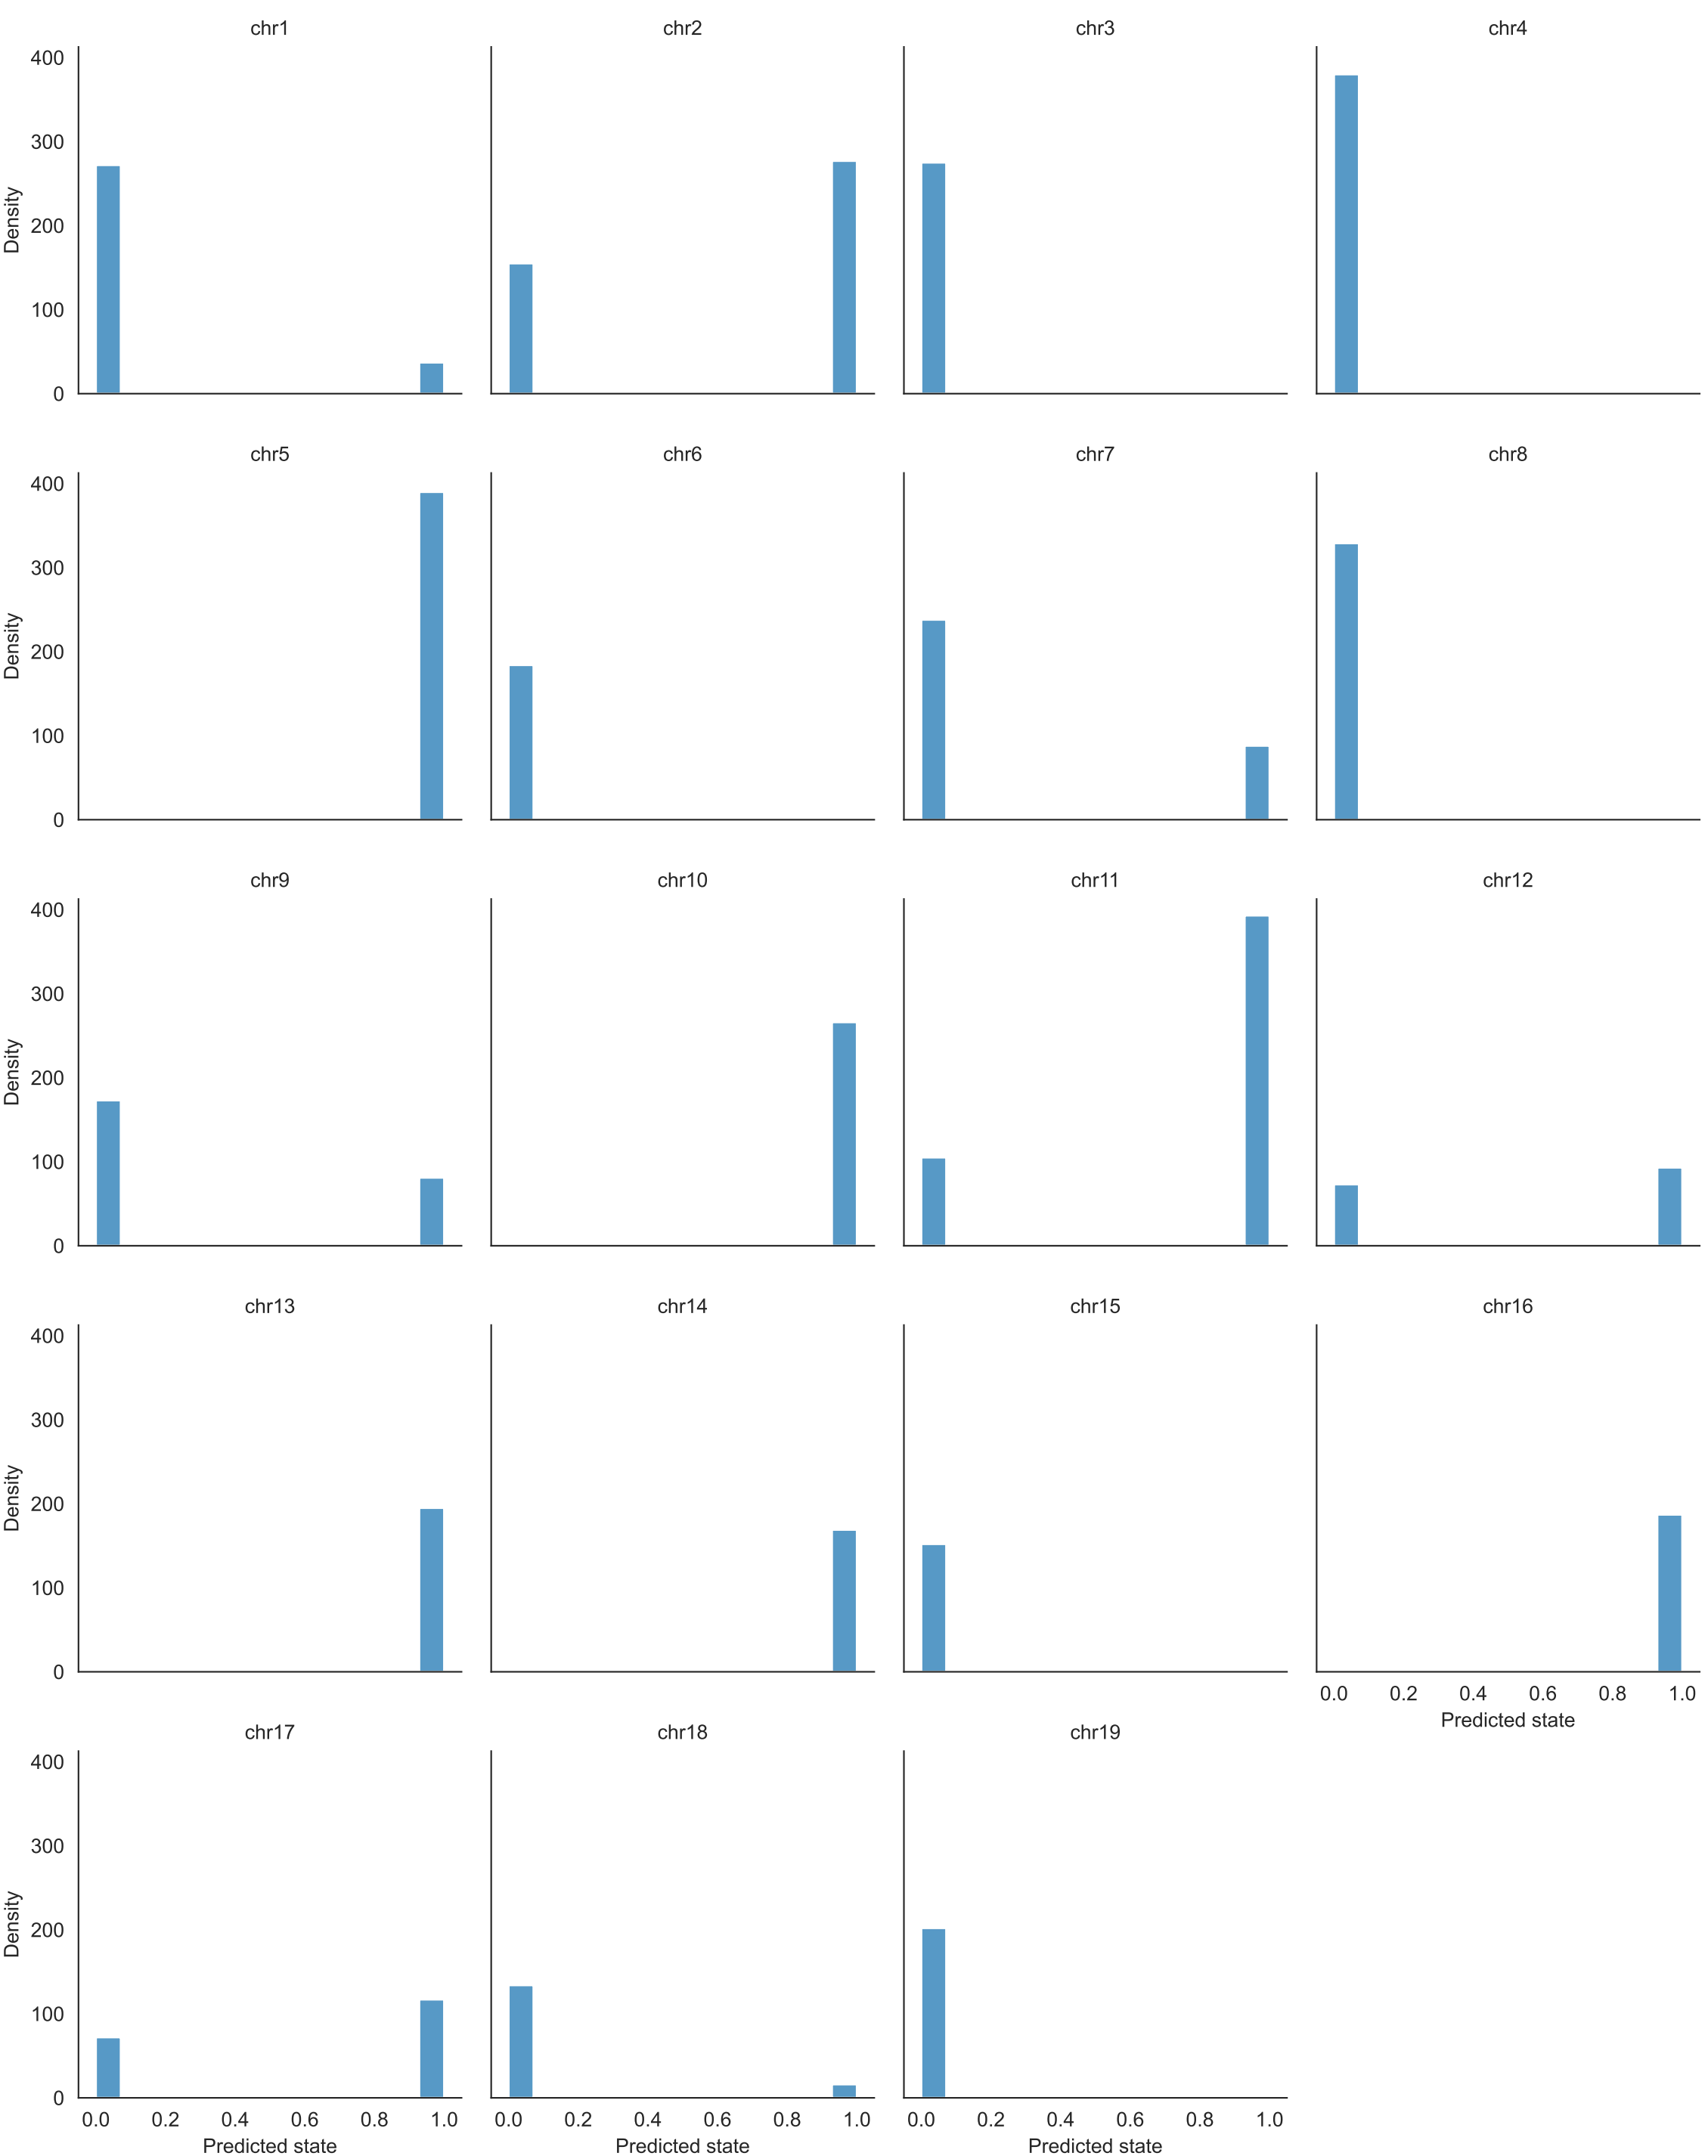 chr1 chr2 chr3 chr4
400
300
200
100
0
Density
chr5 chr6 chr7 chr8
400
300
200
100
0
Density
chr9 chr10 chr11 chr12
400
300
200
100
0
Density
chr13 chr14 chr15 chr16
400
300
200
100
0
Density
0.0 0.2 0.4 0.6 0.8 1.0
Predicted state
chr17 chr18 chr19
400
300
200
100
0
Density
0.0 0.2 0.4 0.6 0.8 1.0 0.0 0.2 0.4 0.6 0.8 1.0 0.0 0.2 0.4 0.6 0.8 1.0
Predicted state Predicted state Predicted state